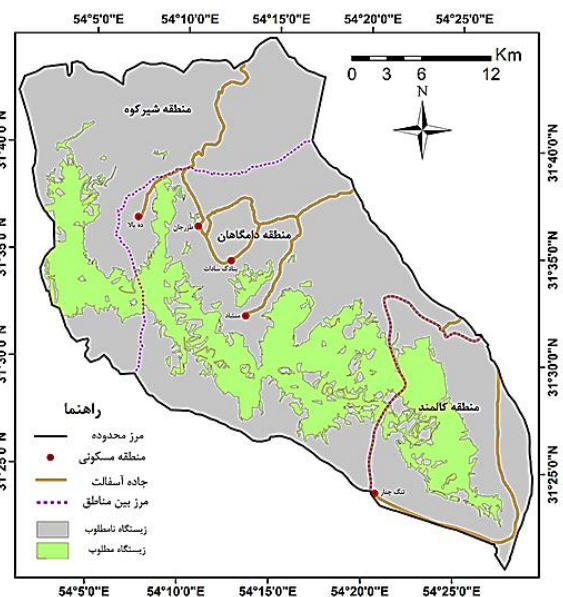 54°5'0"E 54°10'0"E 54°15'0"E 54°20'0"E 54°25'0"E
Km
0 3 6 12
N
منطقه شیرکوه
31°40'0"N 31°40'0"N
ده بالا
طزرجان
منطقه دامگاهان
بنادک سادات
31°35'0"N 31°35'0"N
منشاد
31°30'0"N 31°30'0"N
منطقه کالمند
راهنما
مرز محدوده
منطقه مسکونی
جاده آسفالت
مرز بین مناطق
زیستگاه نامطلوب
زیستگاه مطلوب
31°25'0"N 31°25'0"N
تنگ چنار
54°5'0"E 54°10'0"E 54°15'0"E 54°20'0"E 54°25'0"E